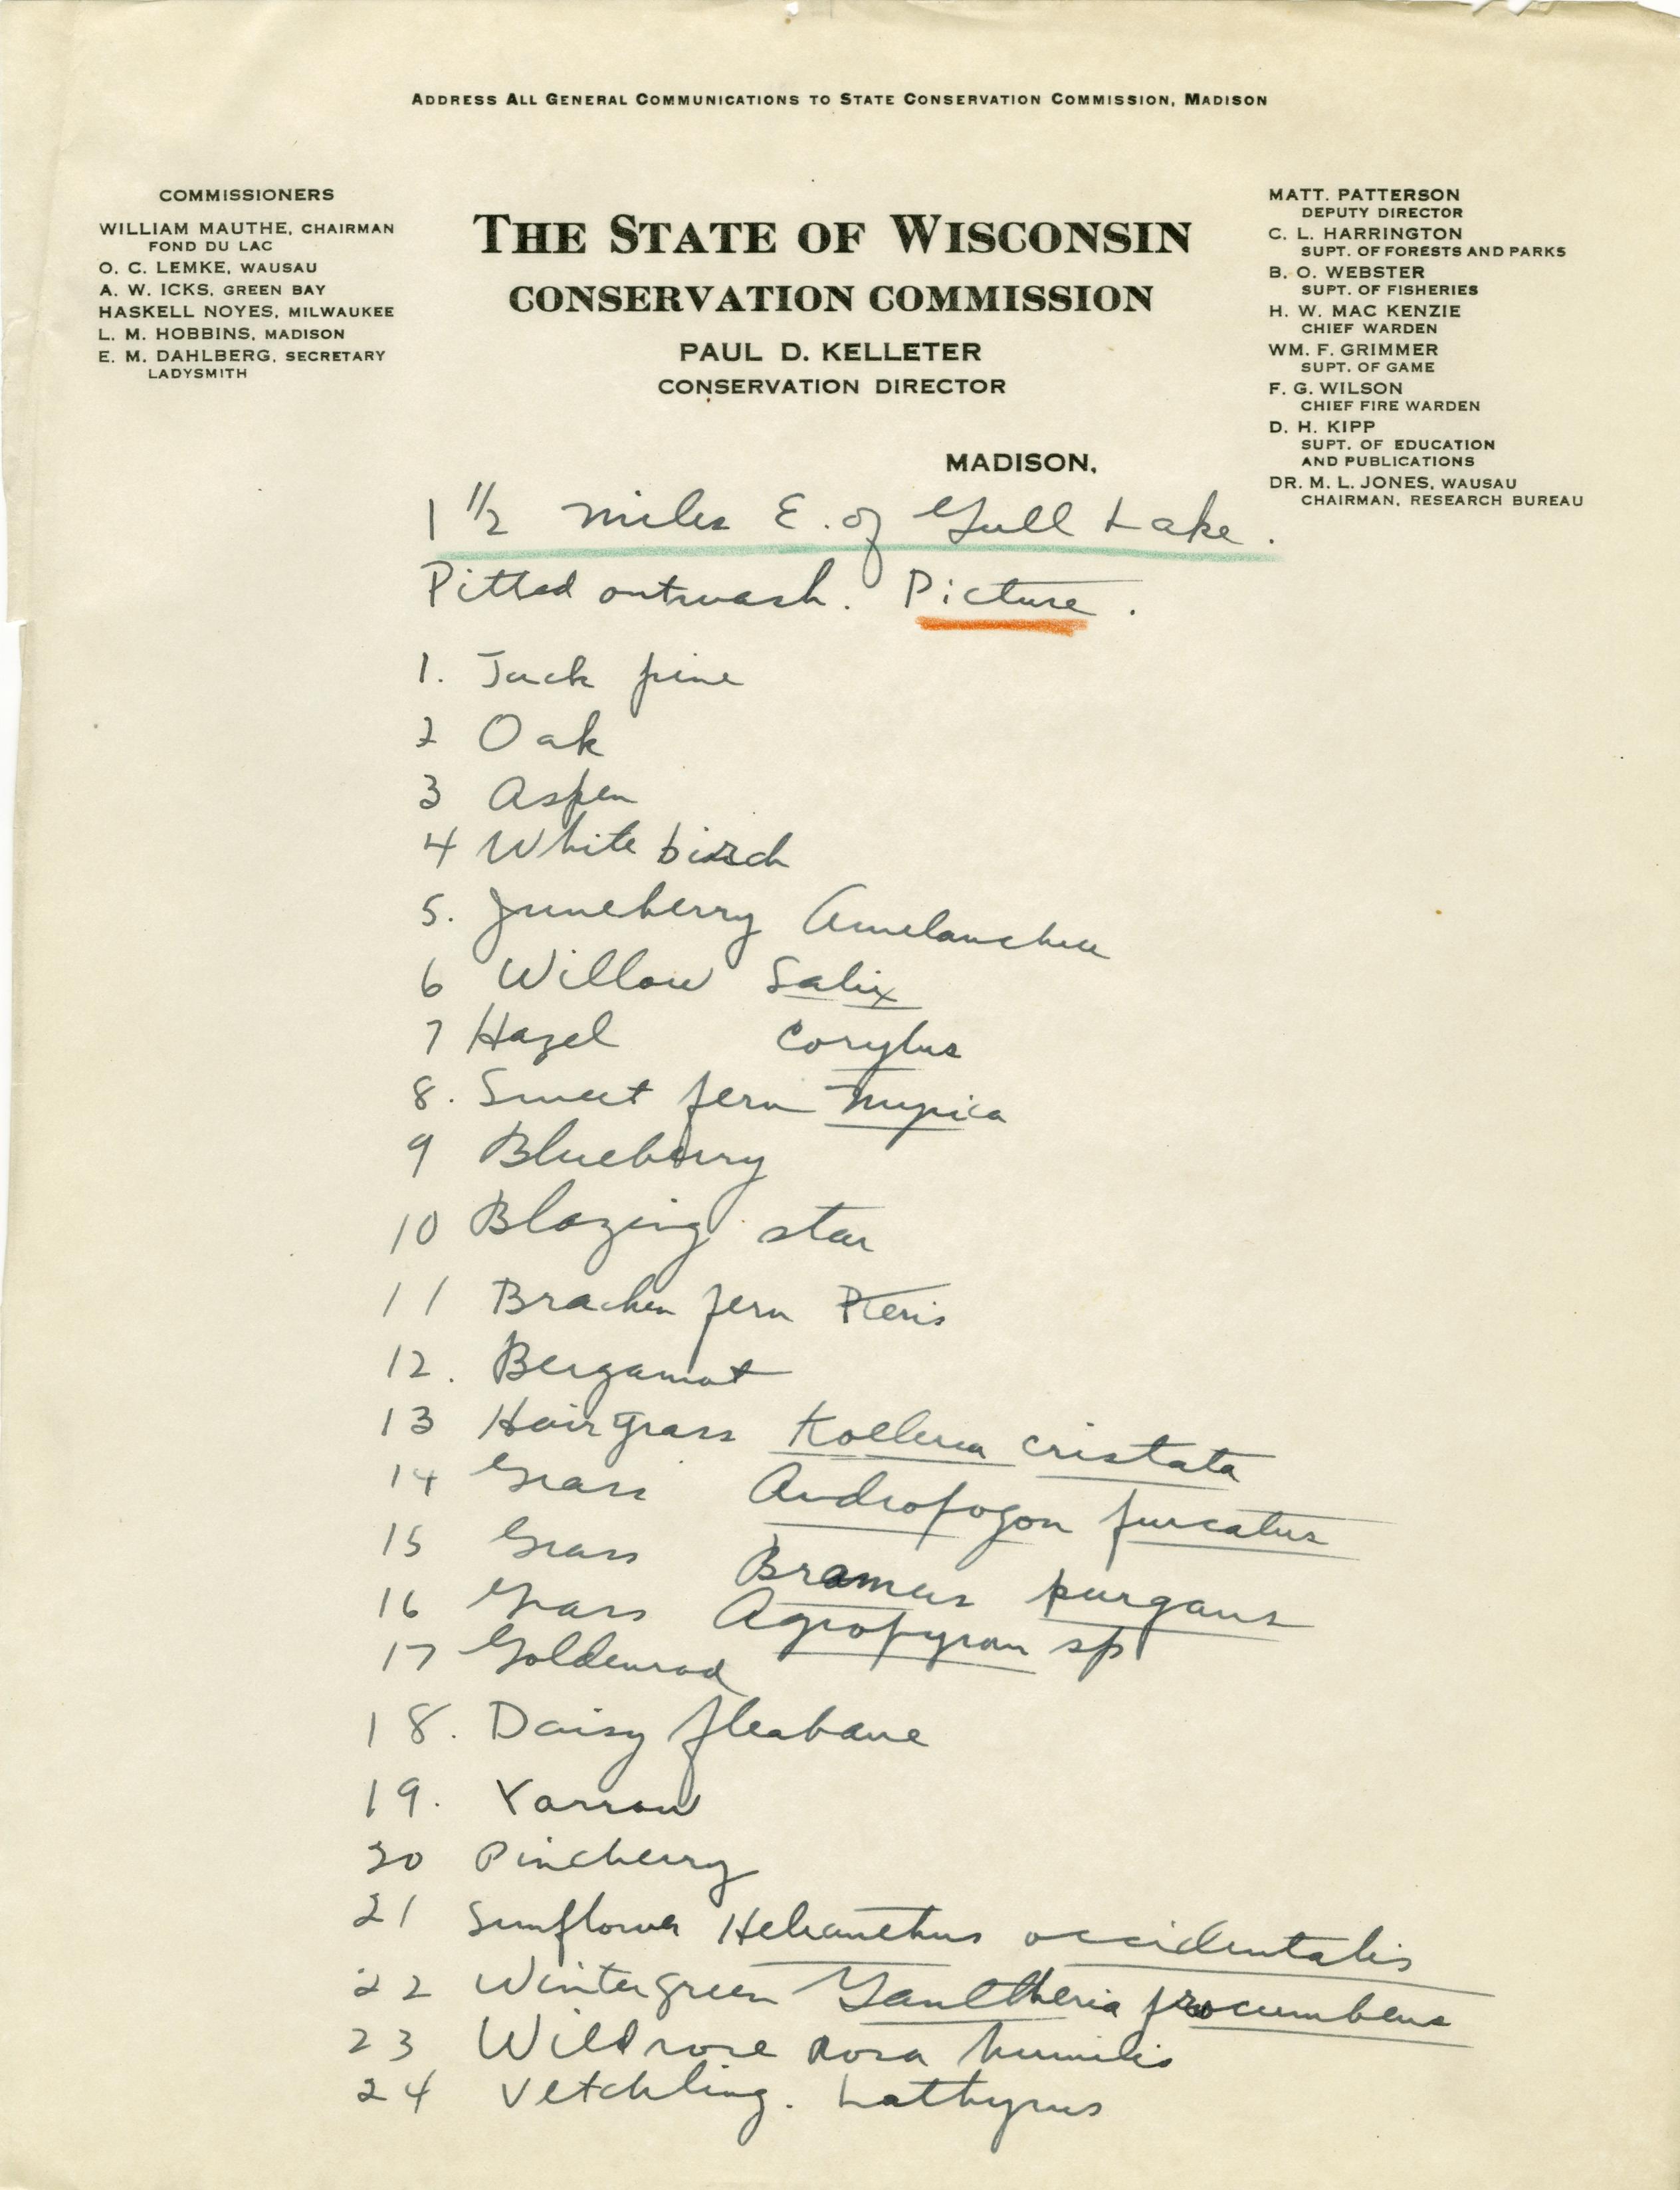 ADDRESS ALL GENERAL COMMUNICATIONS TO STATE CONSERVATION COMMISSION, MADISON
COMMISSIONERS
WILLIAM MAUTHE, CHAIRMAN
FOND DU LAC
O. C. LEMKE, WAUSAU
A. W. ICKS, GREEN BAY
HASKELL NOYES, MILWAUKEE
L. M. HOBBINS, MADISON
E. M. DAHLBERG, SECRETARY
LADYSMITH
THE STATE OF WISCONSIN
CONSERVATION COMMISSION
PAUL D. KELLETER
CONSERVATION DIRECTOR
MATT. PATTERSON
DEPUTY DIRECTOR
C. L. HARRINGTON
SUPT. OF FORESTS AND PARKS
B. O. WEBSTER
SUPT. OF FISHERIES
H. W. MAC KENZIE
CHIEF WARDEN
WM. F. GRIMMER
SUPT. OF GAME
F. G. WILSON
CHIEF FIRE WARDEN
D. H. KIPP
SUPT. OF EDUCATION
AND PUBLICATIONS
DR. M. L. JONES, WAUSAU
CHAIRMAN, RESEARCH BUREAU
MADISON,
1 1/2 miles E. of Gull Lake.
Pitted outwash. Picture.
1. Jack pine
2 Oak
3 Aspen
4 White birch
5. Juneberry Amelanchier
6 Willow Salix
7 Hazel Corylus
8. Sweet fern Myrica
9 Blueberry
10 Blazing star
11 Bracken fern Pteris
12. Bergamot
13 Hairgrass Koeleria cristata
14 Grass Andropogon furcatus
15 Grass Bromus purgans
16 Grass Agropyron sp
17 Goldenrod
18. Daisy fleabane
19. Yarrow
20 Pincherry
21 Sunflower Helianthus occidentalis
22 Wintergreen Gaultheria procumbens
23 Wild rose Rosa humilis
24 Vetchling. Lathyrus